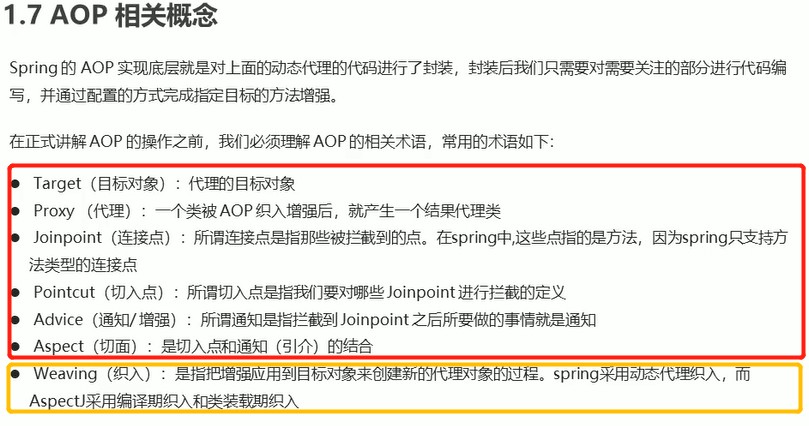 1.7 AOP 相关概念
Spring 的 AOP 实现底层就是对上面的动态代理的代码进行了封装，封装后我们只需要对需要关注的部分进行代码编
写，并通过配置的方式完成指定目标的方法增强。
在正式讲解 AOP 的操作之前，我们必须理解 AOP 的相关术语，常用的术语如下：
● Target（目标对象）：代理的目标对象
● Proxy （代理）：一个类被 AOP 织入增强后，就产生一个结果代理类
● Joinpoint（连接点）：所谓连接点是指那些被拦截到的点。在spring中,这些点指的是方法，因为spring只支持方
法类型的连接点
● Pointcut（切入点）：所谓切入点是指我们要对哪些 Joinpoint 进行拦截的定义
● Advice（通知/ 增强）：所谓通知是指拦截到 Joinpoint 之后所要做的事情就是通知
● Aspect（切面）：是切入点和通知（引介）的结合
● Weaving（织入）：是指把增强应用到目标对象来创建新的代理对象的过程。spring采用动态代理织入，而
AspectJ采用编译期织入和类装载期织入